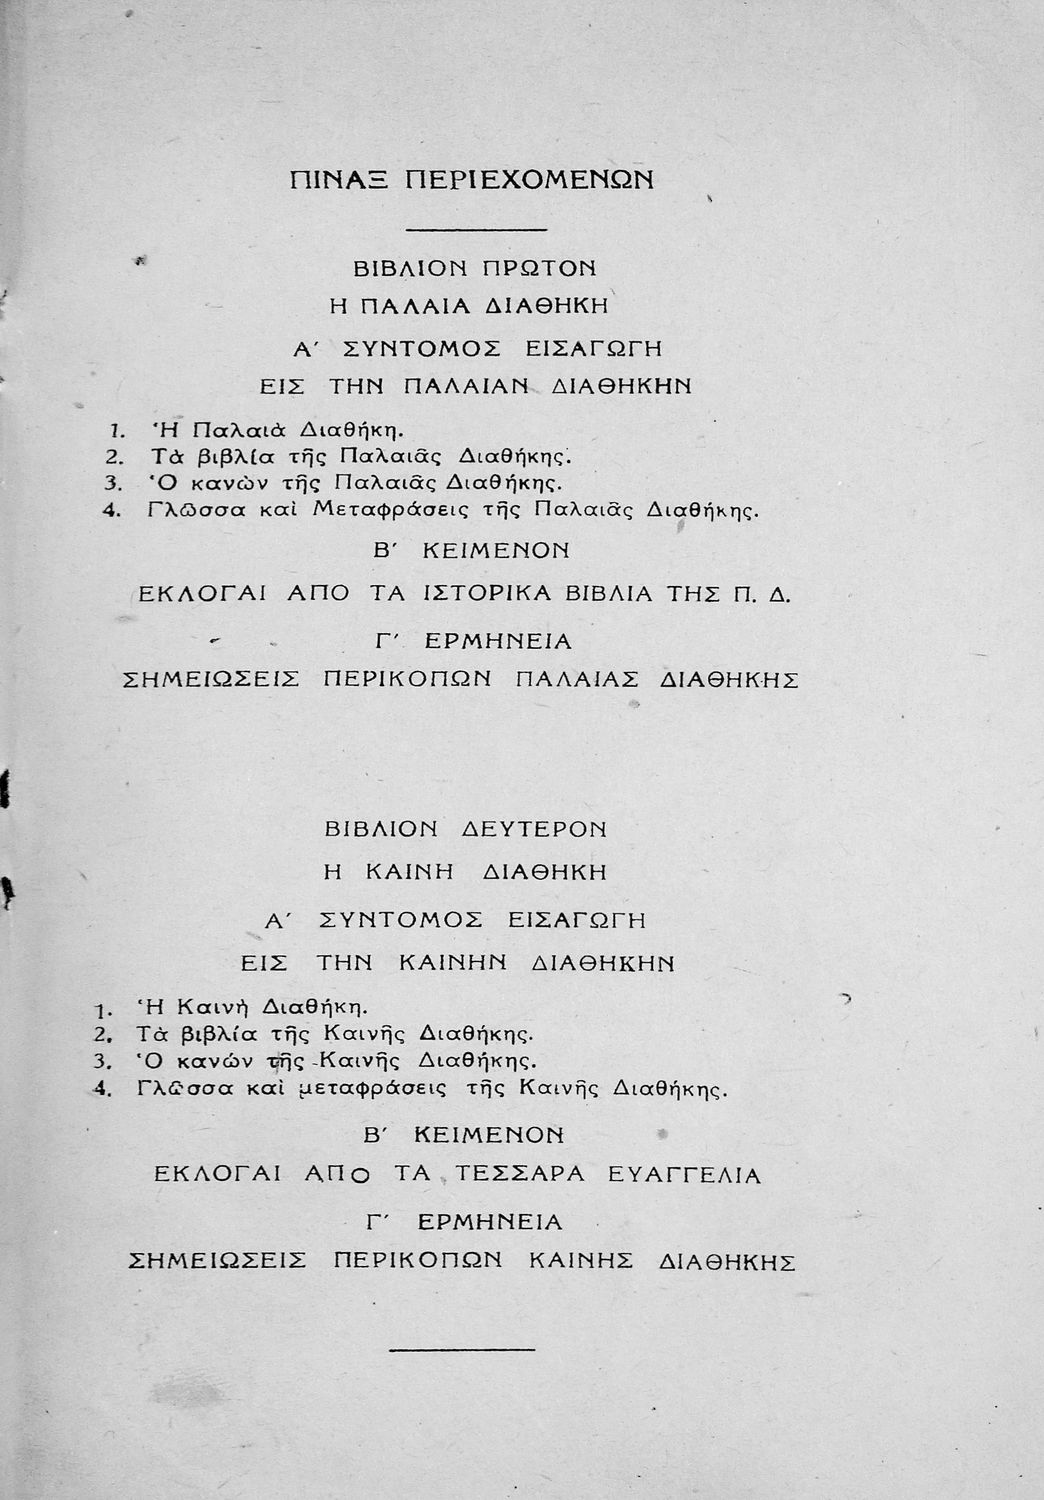 ΠΙΝΑΞ ΠΕΡΙΕΧΟΜΕΝΩΝ
ΒΙΒΛΙΟΝ ΠΡΩΤΟΝ
Η ΠΑΛΑΙΑ ΔΙΑΘΗΚΗ
Α′ ΣΥΝΤΟΜΟΣ ΕΙΣΑΓΩΓΗ
ΕΙΣ ΤΗΝ ΠΑΛΑΙΑΝ ΔΙΑΘΗΚΗΝ
1. Ἡ Παλαιὰ Διαθήκη.
2. Τὰ βιβλία τῆς Παλαιᾶς Διαθήκης.
3. Ὁ κανὼν τῆς Παλαιᾶς Διαθήκης.
4. Γλῶσσα καὶ Μεταφράσεις τῆς Παλαιᾶς Διαθήκης.
Β′ ΚΕΙΜΕΝΟΝ
ΕΚΛΟΓΑΙ ΑΠΟ ΤΑ ΙΣΤΟΡΙΚΑ ΒΙΒΛΙΑ ΤΗΣ Π. Δ.
Γ′ ΕΡΜΗΝΕΙΑ
ΣΗΜΕΙΩΣΕΙΣ ΠΕΡΙΚΟΠΩΝ ΠΑΛΑΙΑΣ ΔΙΑΘΗΚΗΣ
ΒΙΒΛΙΟΝ ΔΕΥΤΕΡΟΝ
Η ΚΑΙΝΗ ΔΙΑΘΗΚΗ
Α′ ΣΥΝΤΟΜΟΣ ΕΙΣΑΓΩΓΗ
ΕΙΣ ΤΗΝ ΚΑΙΝΗΝ ΔΙΑΘΗΚΗΝ
1. Ἡ Καινὴ Διαθήκη.
2. Τὰ βιβλία τῆς Καινῆς Διαθήκης.
3. Ὁ κανών τῆς Καινῆς Διαθήκης.
4. Γλῶσσα καὶ μεταφράσεις τῆς Καινῆς Διαθήκης.
Β′ ΚΕΙΜΕΝΟΝ
ΕΚΛΟΓΑΙ ΑΠΟ ΤΑ ΤΕΣΣΑΡΑ ΕΥΑΓΓΕΛΙΑ
Γ′ ΕΡΜΗΝΕΙΑ
ΣΗΜΕΙΩΣΕΙΣ ΠΕΡΙΚΟΠΩΝ ΚΑΙΝΗΣ ΔΙΑΘΗΚΗΣ